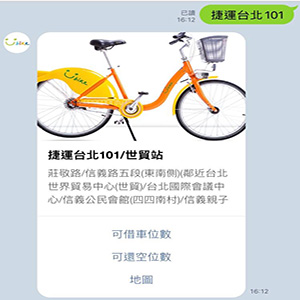 已讀
16:12
捷運台北101
Ubike
捷運台北101/世貿站
莊敬路/信義路五段(東南側)(鄰近台北
世界貿易中心(世貿)/台北國際會議中
心/信義公民會館(四四南村)/信義親子
可借車位數
可還空位數
地圖
16:12